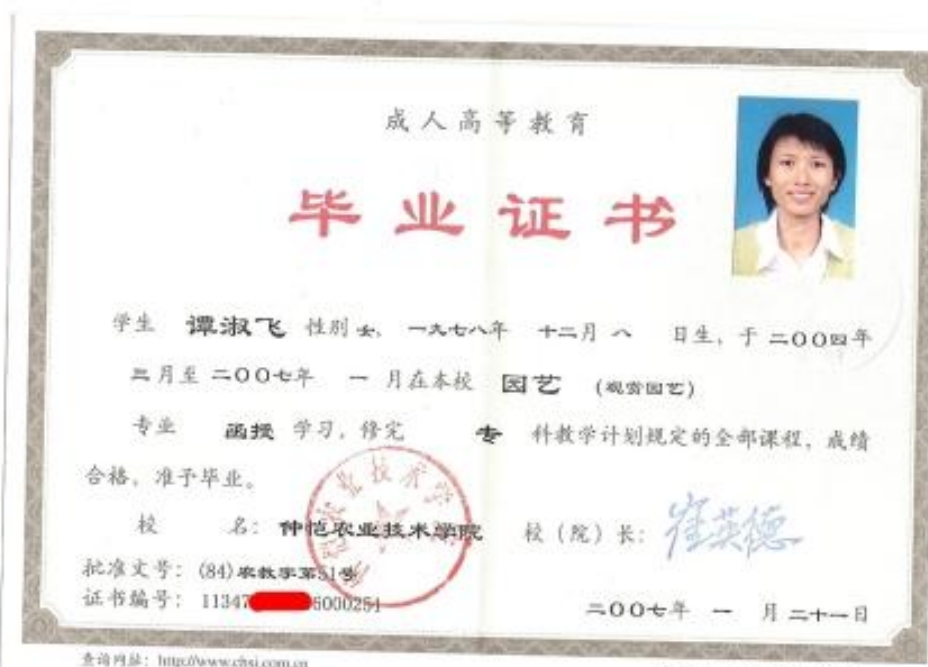 成人高等教育
毕业证书
学生 谭淑飞 性别 女, 一九七八年 十二月 八 日生, 于 二００四年
三月至 二００七年 一 月在本校 园艺 (观赏园艺)
专业 函授 学习, 修完 专 科教学计划规定的全部课程, 成绩
合格, 准予毕业。
校 名: 仲恺农业技术学院 校 (院) 长: 崔英德
批准文号: (84)农教字第51号
证书编号: 11347 6000251
二００七年 一 月 二十一日
查询网址: http://www.chsi.com.cn